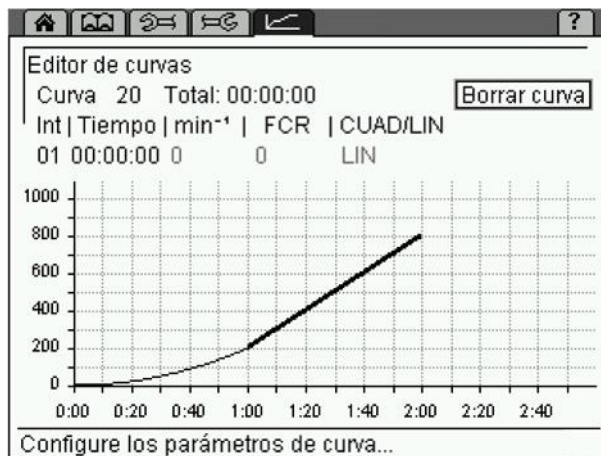 ?
Editor de curvas
Curva 20 Total: 00:00:00 Borrar curva
Int | Tiempo | min⁻¹ | FCR | CUAD/LIN
01 00:00:00 0 0 LIN
1000
800
600
400
200
0
0:00 0:20 0:40 1:00 1:20 1:40 2:00 2:20 2:40
Configure los parámetros de curva...